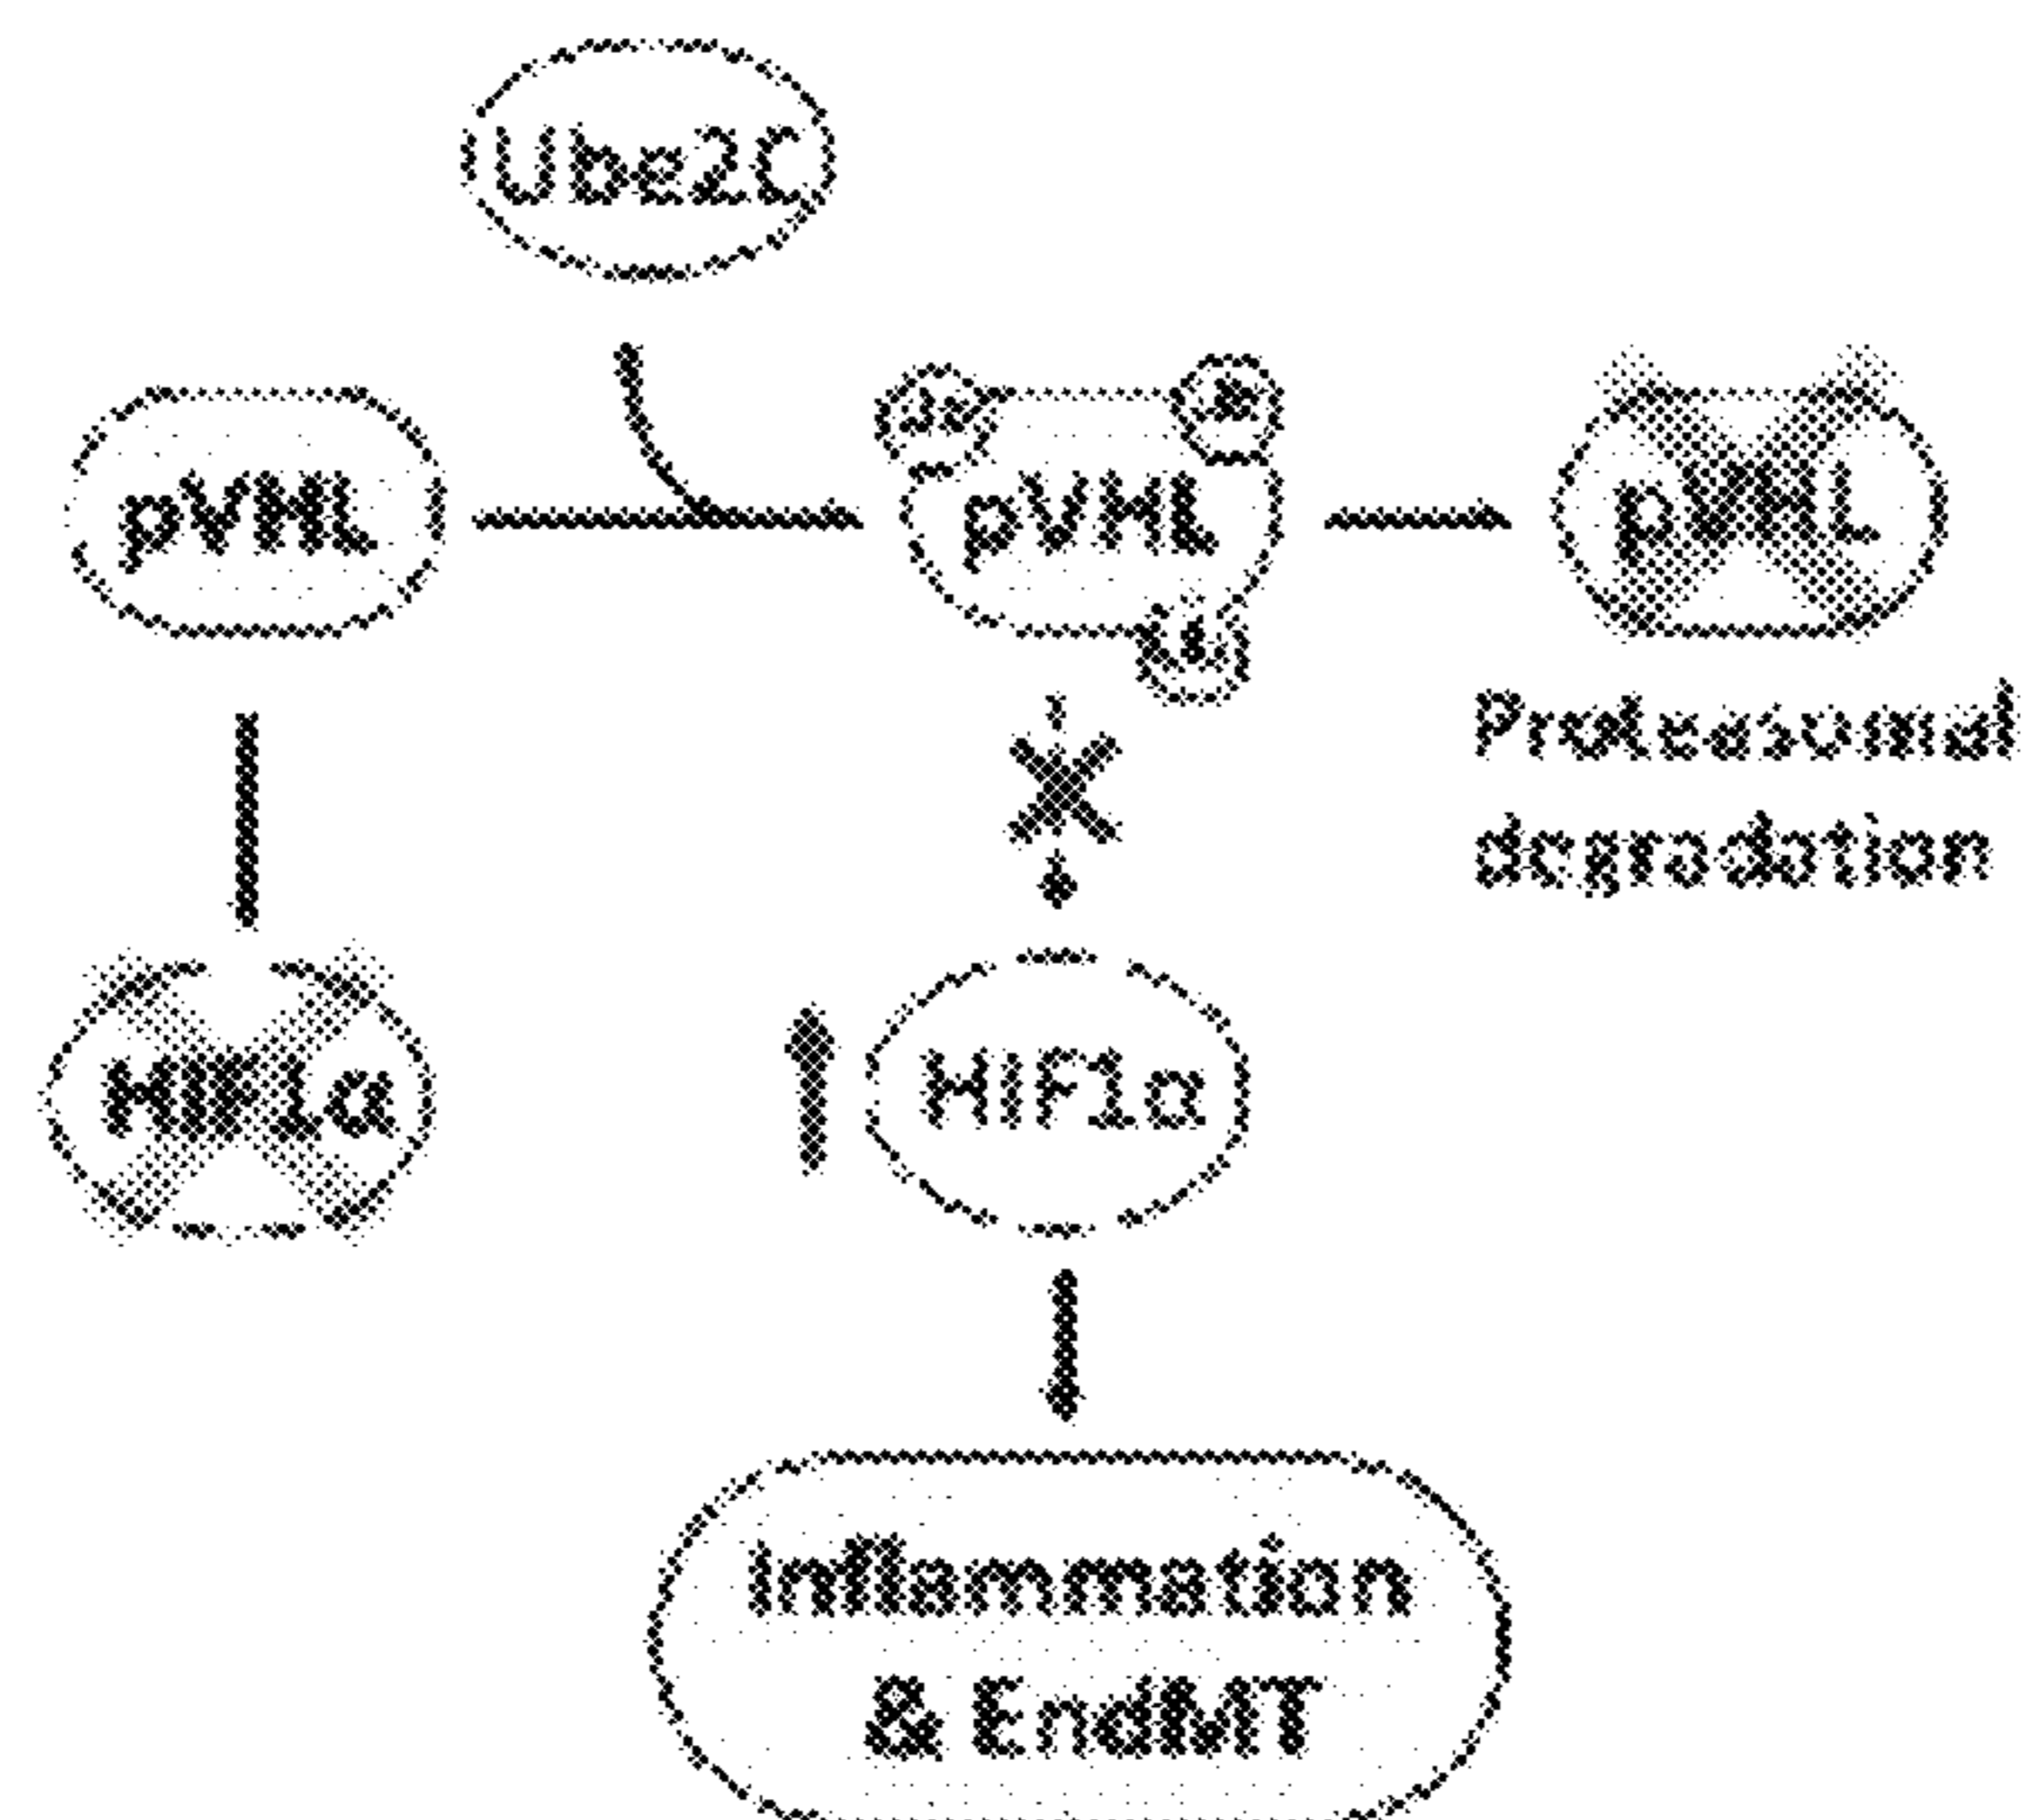 Ube2C
pVHL
pVHL
pVHL
Proteasomal
degradation
HIF1α
HIF1α
Inflammation
& EndMT